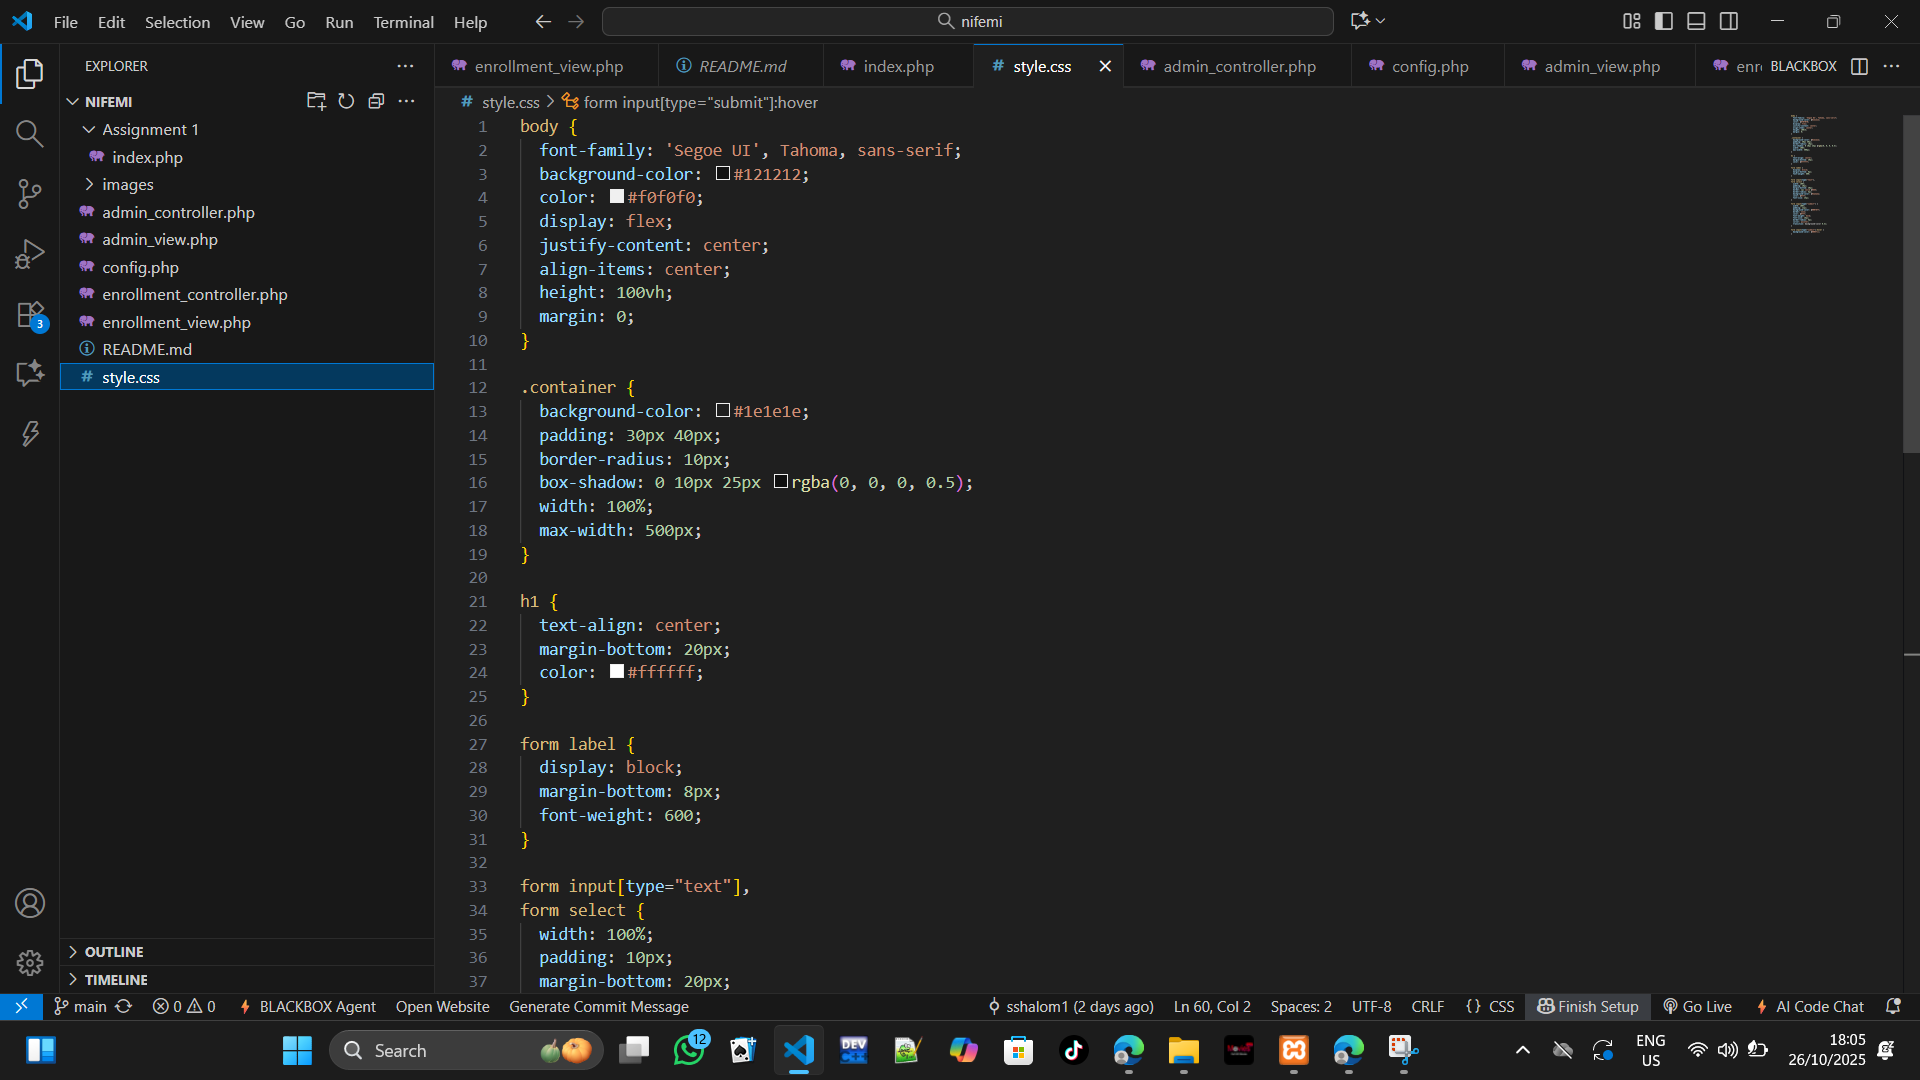 File Edit Selection View Go Run Terminal Help
nifemi
EXPLORER
NIFEMI
Assignment 1
index.php
images
admin_controller.php
admin_view.php
config.php
enrollment_controller.php
enrollment_view.php
README.md
style.css
OUTLINE
TIMELINE
3
enrollment_view.php README.md index.php style.css admin_controller.php config.php admin_view.php enr BLACKBOX
style.css > form input[type="submit"]:hover
1 body {
2 font-family: 'Segoe UI', Tahoma, sans-serif;
3 background-color: #121212;
4 color: #f0f0f0;
5 display: flex;
6 justify-content: center;
7 align-items: center;
8 height: 100vh;
9 margin: 0;
10 }
11
12 .container {
13 background-color: #1e1e1e;
14 padding: 30px 40px;
15 border-radius: 10px;
16 box-shadow: 0 10px 25px rgba(0, 0, 0, 0.5);
17 width: 100%;
18 max-width: 500px;
19 }
20
21 h1 {
22 text-align: center;
23 margin-bottom: 20px;
24 color: #ffffff;
25 }
26
27 form label {
28 display: block;
29 margin-bottom: 8px;
30 font-weight: 600;
31 }
32
33 form input[type="text"],
34 form select {
35 width: 100%;
36 padding: 10px;
37 margin-bottom: 20px;
main 0 0 BLACKBOX Agent Open Website Generate Commit Message sshalom1 (2 days ago) Ln 60, Col 2 Spaces: 2 UTF-8 CRLF {} CSS Finish Setup Go Live AI Code Chat
Search
12
DEV
ENG
US
18:05
26/10/2025